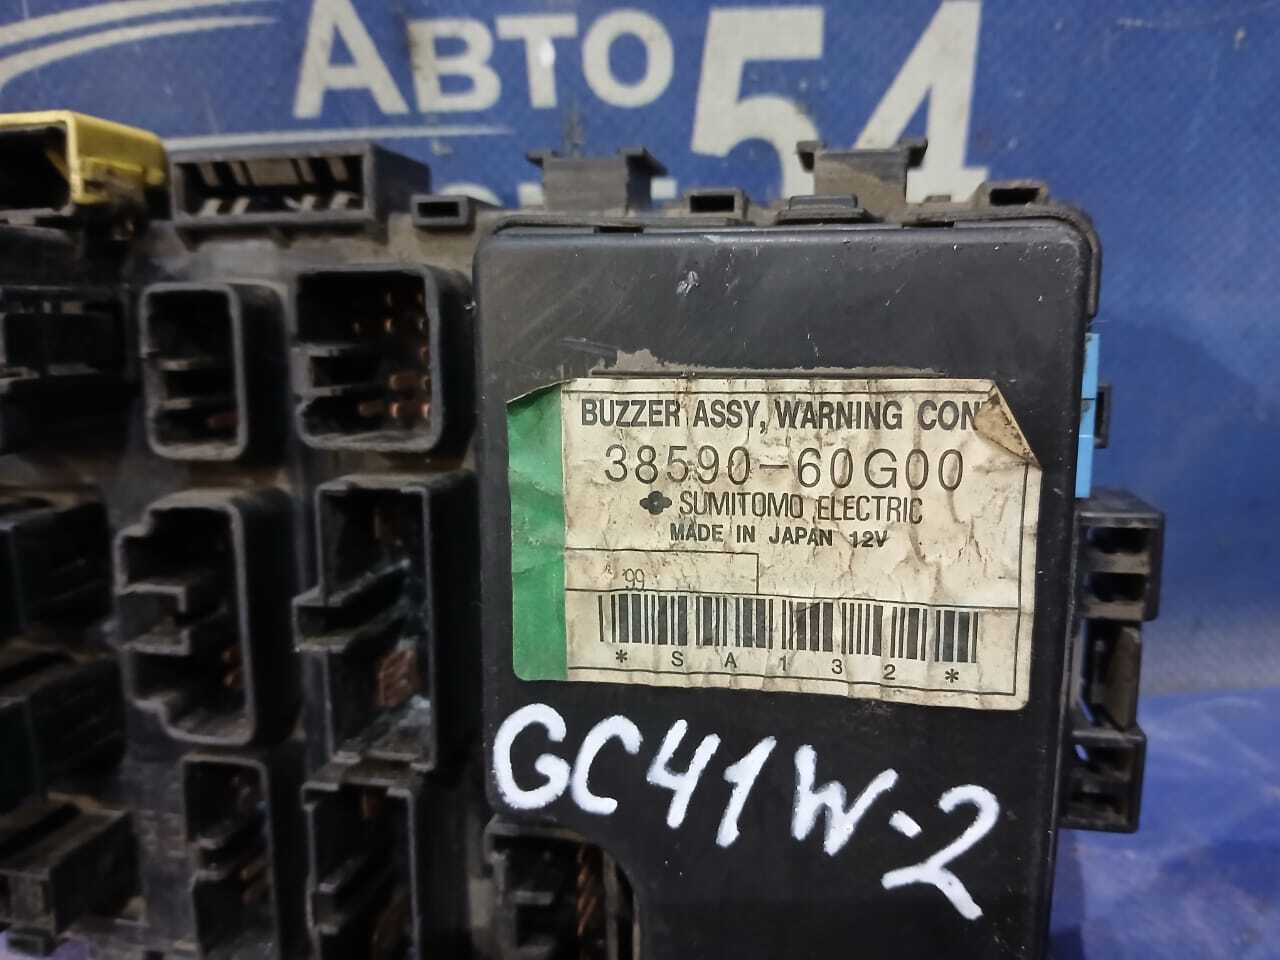 АВТО 54
BUZZER ASSY, WARNING CON
38590-60G00
SUMITOMO ELECTRIC
MADE IN JAPAN 12V
'99
* S A 1 3 2 *
GC41W-2